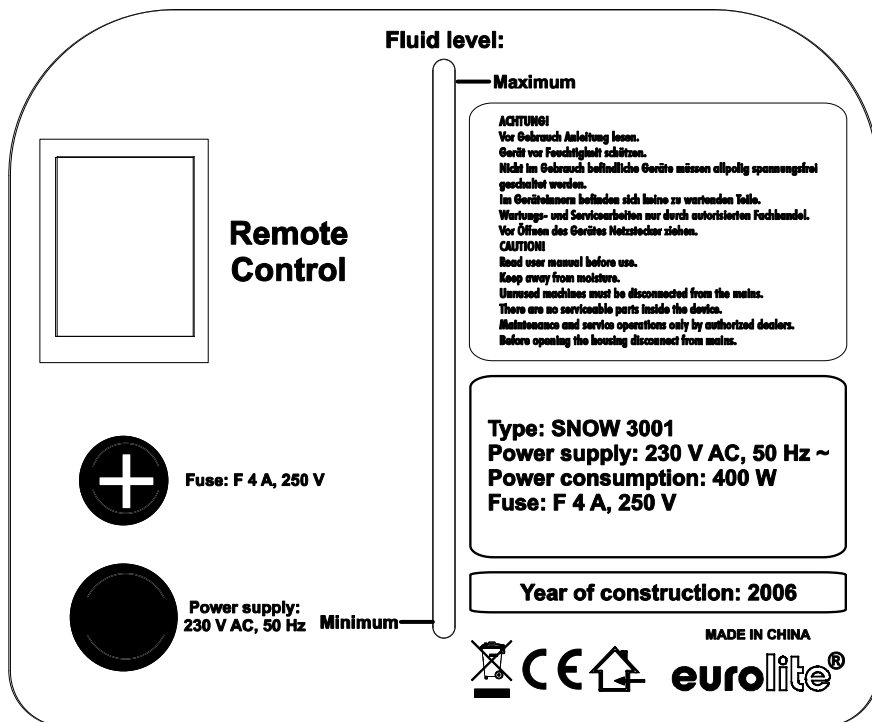 Fluid level:
Maximum
ACHTUNG!
Vor Gebrauch Anleitung lesen.
Gerät vor Feuchtigkeit schützen.
Nicht im Gebrauch befindliche Geräte müssen allpolig spannungsfrei
geschaltet werden.
Im Geräteinnern befinden sich keine zu wartenden Teile.
Wartungs- und Servicearbeiten nur durch autorisierten Fachhandel.
Vor Öffnen des Gerätes Netzstecker ziehen.
CAUTION!
Read user manual before use.
Keep away from moisture.
Unnused machines must be disconnected from the mains.
There are no serviceable parts inside the device.
Maintenance and service operations only by authorized dealers.
Before opening the housing disconnect from mains.
Remote
Control
Type: SNOW 3001
Power supply: 230 V AC, 50 Hz ~
Power consumption: 400 W
Fuse: F 4 A, 250 V
Fuse: F 4 A, 250 V
Year of construction: 2006
Power supply:
230 V AC, 50 Hz
Minimum
MADE IN CHINA
CE
eurolite®